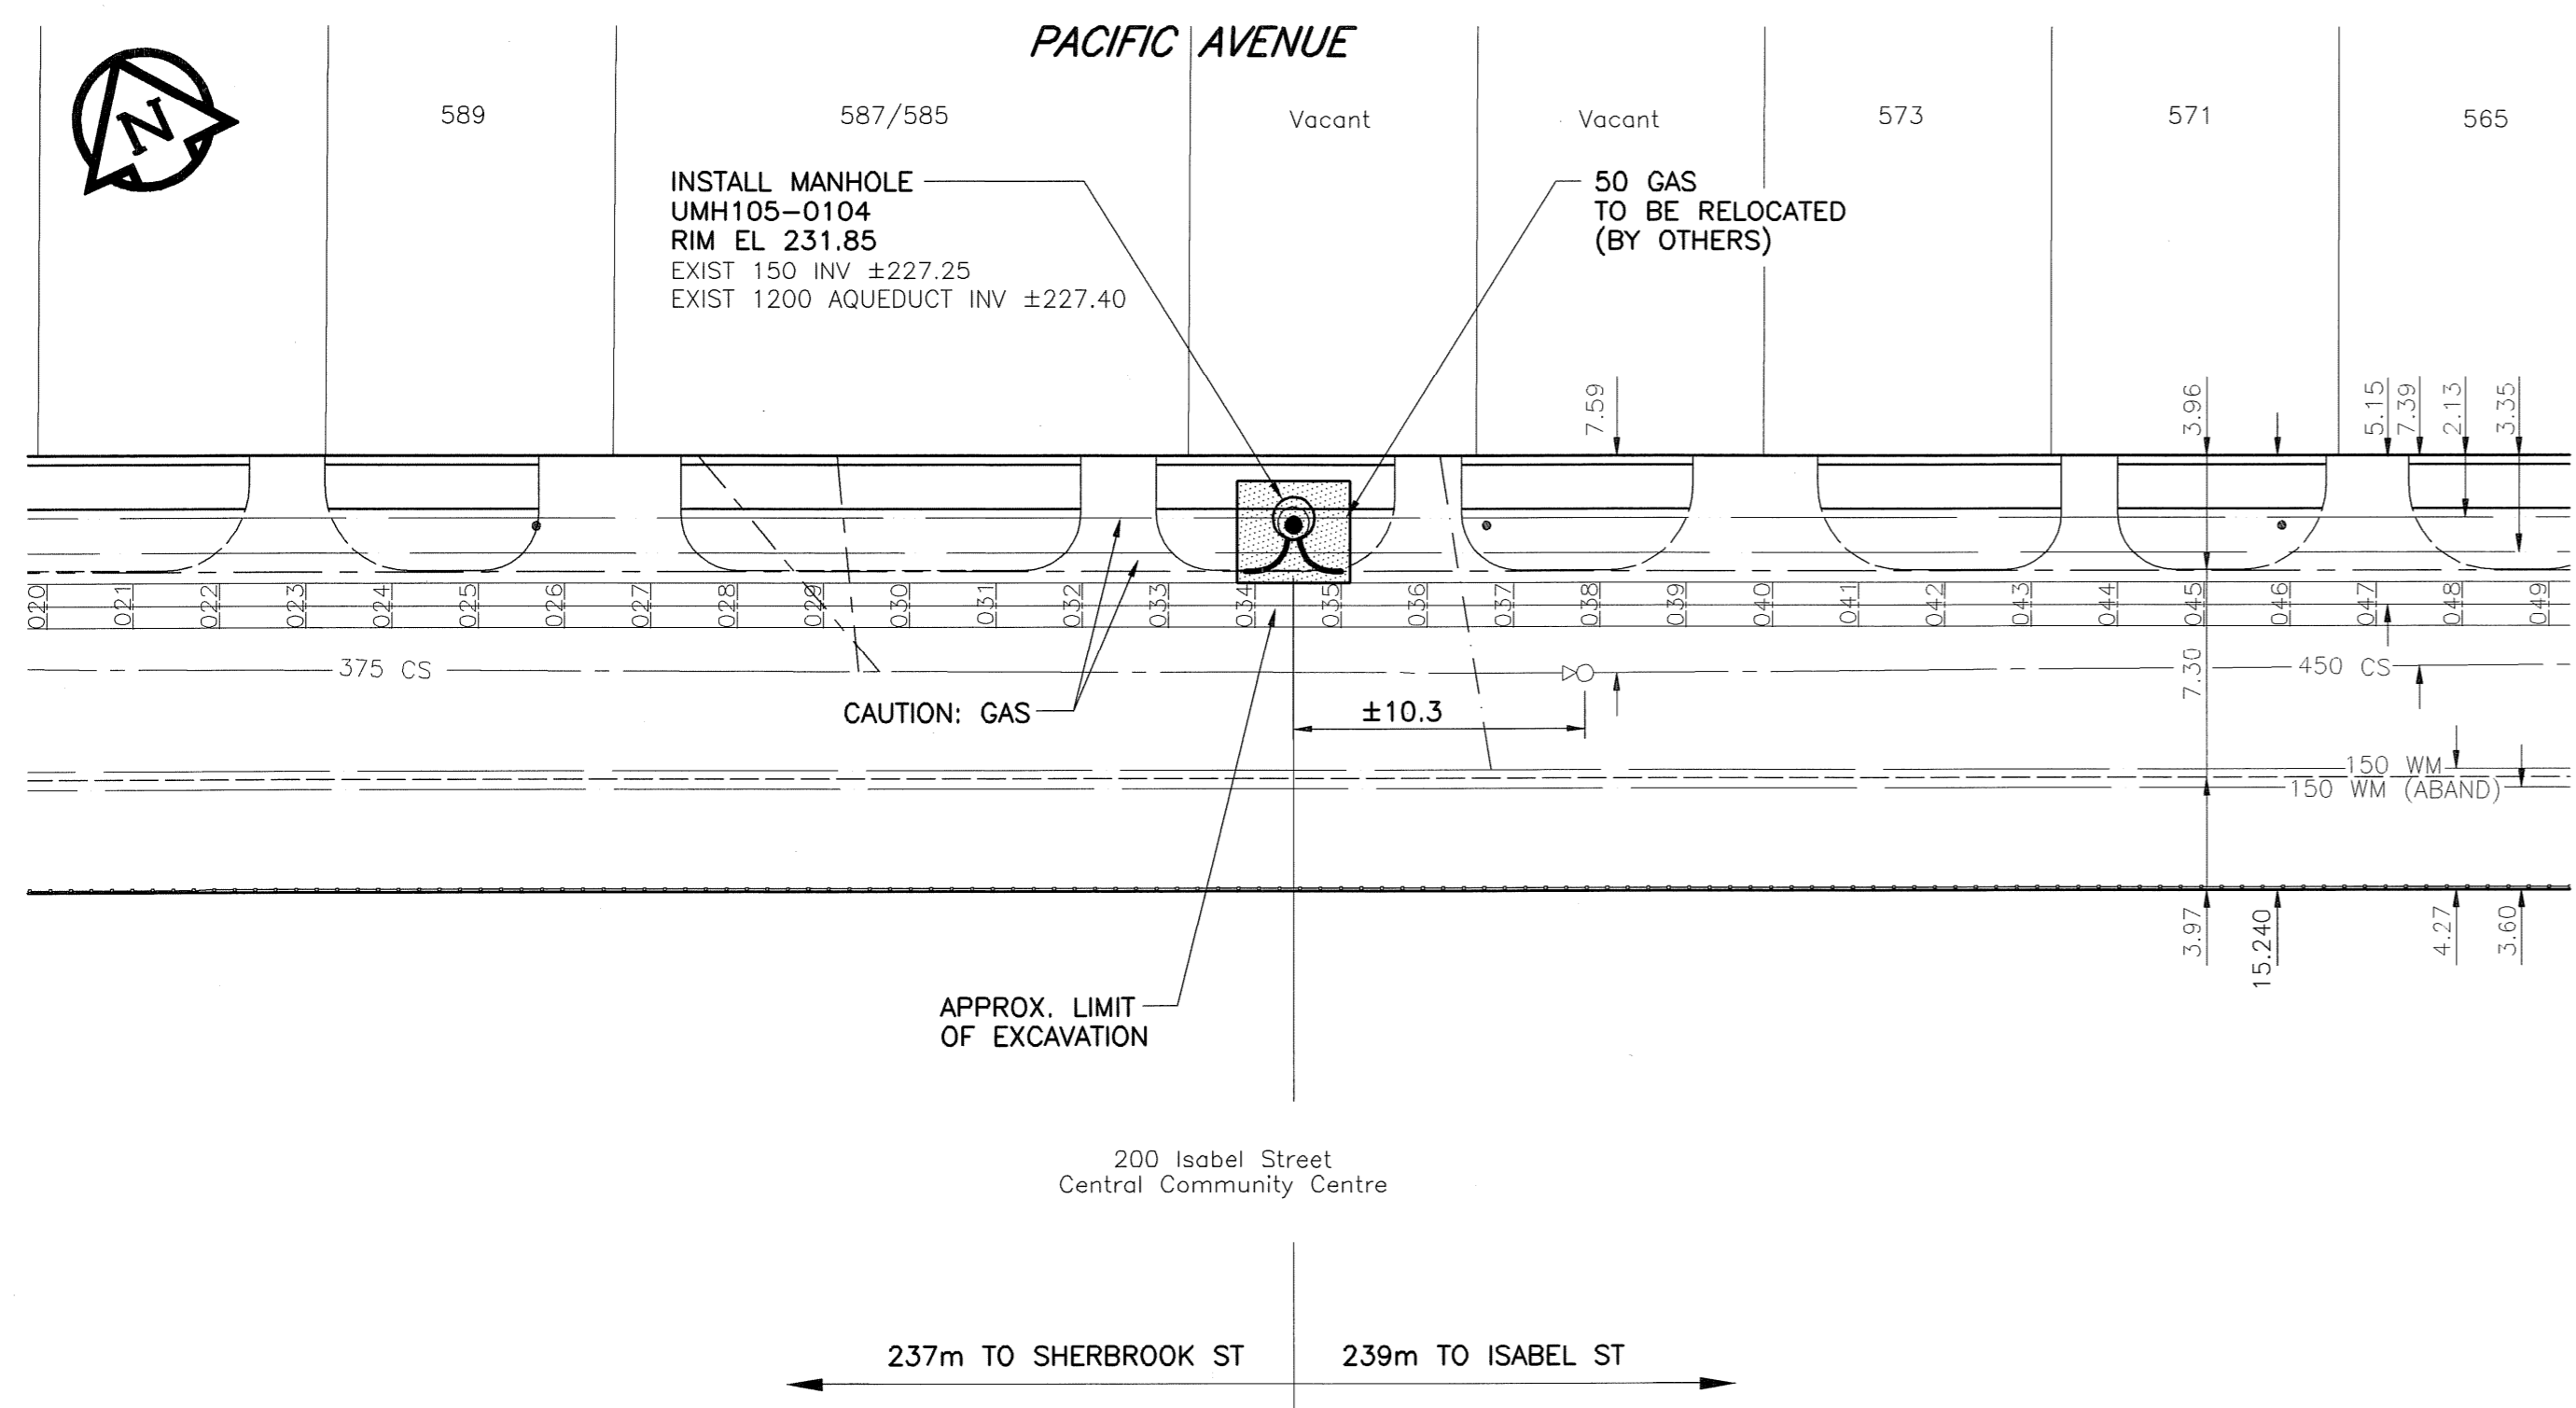 PACIFIC AVENUE
N
589
587/585
Vacant
Vacant
573
571
565
INSTALL MANHOLE
UMH105-0104
RIM EL 231.85
EXIST 150 INV ±227.25
EXIST 1200 AQUEDUCT INV ±227.40
50 GAS
TO BE RELOCATED
(BY OTHERS)
7.59
3.96
5.15
7.39
2.13
3.35
020
021
022
023
024
025
026
027
028
029
030
031
032
033
034
035
036
037
038
039
040
041
042
043
044
045
046
047
048
049
375 CS
7.30
450 CS
CAUTION: GAS
±10.3
150 WM
150 WM (ABAND)
3.97
15.240
4.27
3.60
APPROX. LIMIT
OF EXCAVATION
200 Isabel Street
Central Community Centre
237m TO SHERBROOK ST
239m TO ISABEL ST